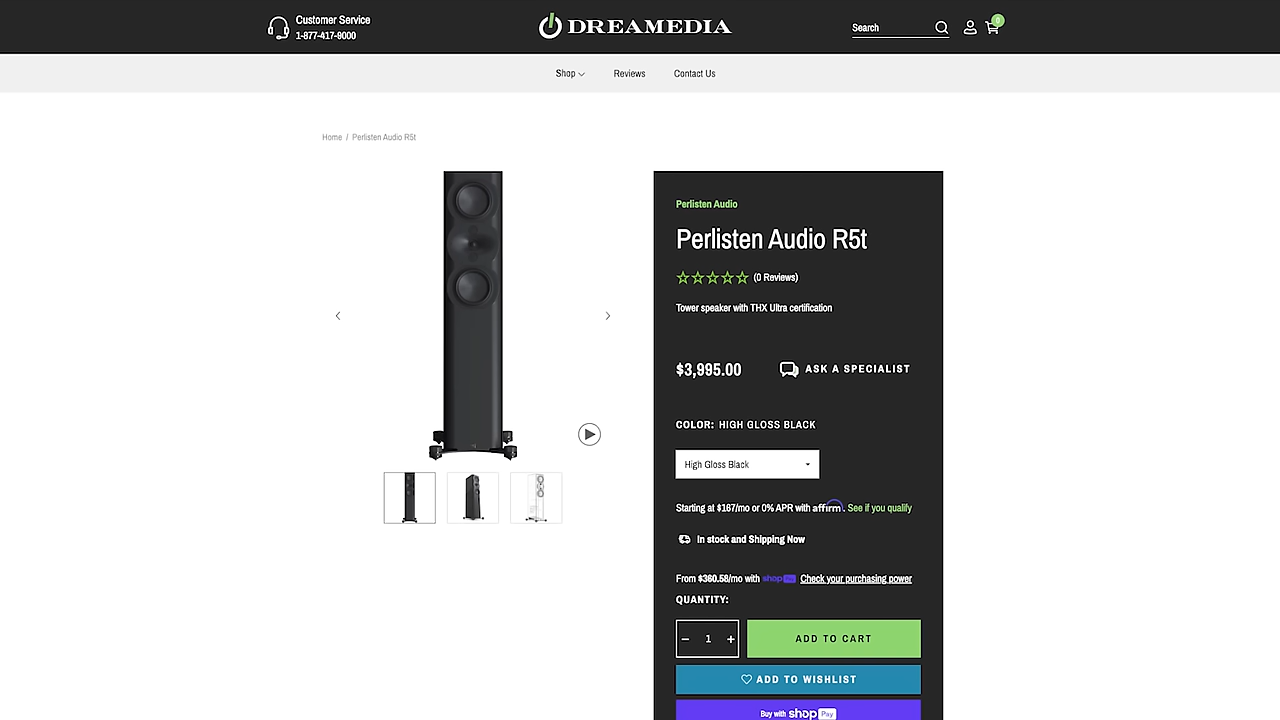 Customer Service
1-877-417-9000
DREAMEDIA
Search
0
Shop
Reviews
Contact Us
Home / Perlisten Audio R5t
Perlisten Audio
Perlisten Audio R5t
(0 Reviews)
Tower speaker with THX Ultra certification
$3,995.00
ASK A SPECIALIST
COLOR: HIGH GLOSS BLACK
High Gloss Black
Starting at $167/mo or 0% APR with affirm. See if you qualify
In stock and Shipping Now
From $360.58/mo with shop Pay Check your purchasing power
QUANTITY:
− 1 +
ADD TO CART
ADD TO WISHLIST
Buy with shop Pay